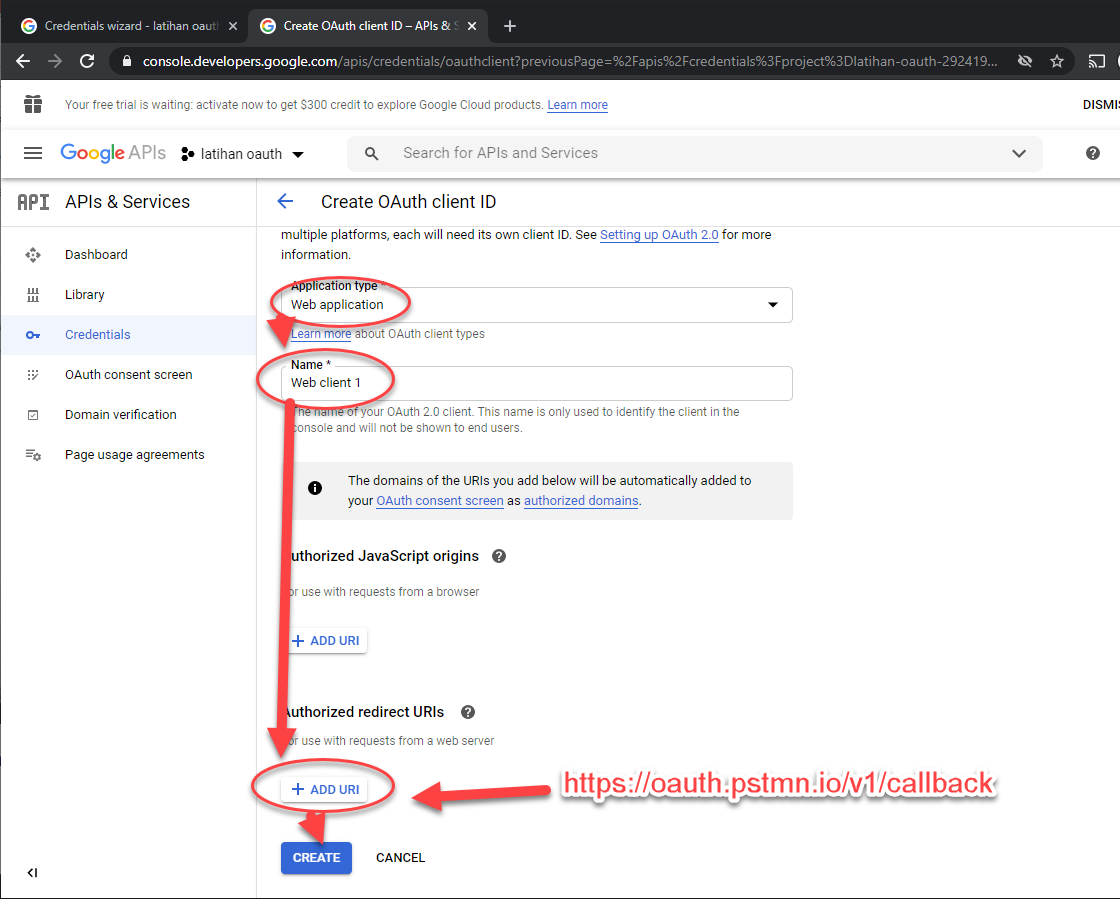 Credentials wizard - latihan oauth
Create OAuth client ID – APIs & S
console.developers.google.com/apis/credentials/oauthclient?previousPage=%2Fapis%2Fcredentials%3Fproject%3Dlatihan-oauth-292419...
Your free trial is waiting: activate now to get $300 credit to explore Google Cloud products. Learn more
DISMI
Google APIs
latihan oauth
Search for APIs and Services
API APIs & Services
Create OAuth client ID
Dashboard
Library
Credentials
OAuth consent screen
Domain verification
Page usage agreements
multiple platforms, each will need its own client ID. See Setting up OAuth 2.0 for more
information.
Application type *
Web application
Learn more about OAuth client types
Name *
Web client 1
The name of your OAuth 2.0 client. This name is only used to identify the client in the
console and will not be shown to end users.
The domains of the URIs you add below will be automatically added to
your OAuth consent screen as authorized domains.
Authorized JavaScript origins
For use with requests from a browser
+ ADD URI
Authorized redirect URIs
For use with requests from a web server
+ ADD URI
https://oauth.pstmn.io/v1/callback
CREATE
CANCEL